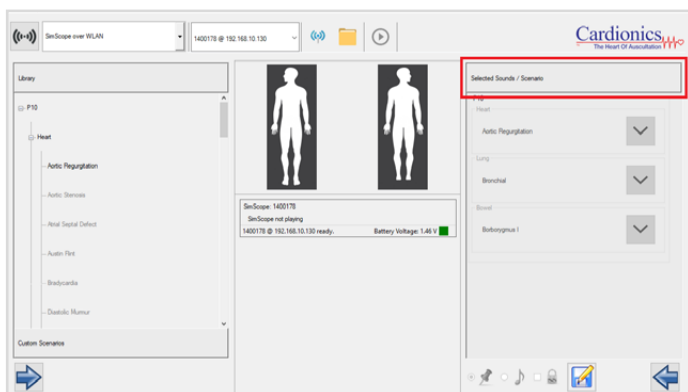 SimScope over WLAN
1400178 @ 192.168.10.130
Cardionics
The Heart Of Auscultation
Library
P10
Heart
Aortic Regurgitation
Aortic Stenosis
Atrial Septal Defect
Austin Flint
Bradycardia
Diastolic Murmur
Custom Scenarios
SimScope: 1400178
SimScope not playing
1400178 @ 192.168.10.130 ready. Battery Voltage: 1.46 V
Selected Sounds / Scenario
P10
Heart
Aortic Regurgitation
Lung
Bronchial
Bowel
Borborygmus I